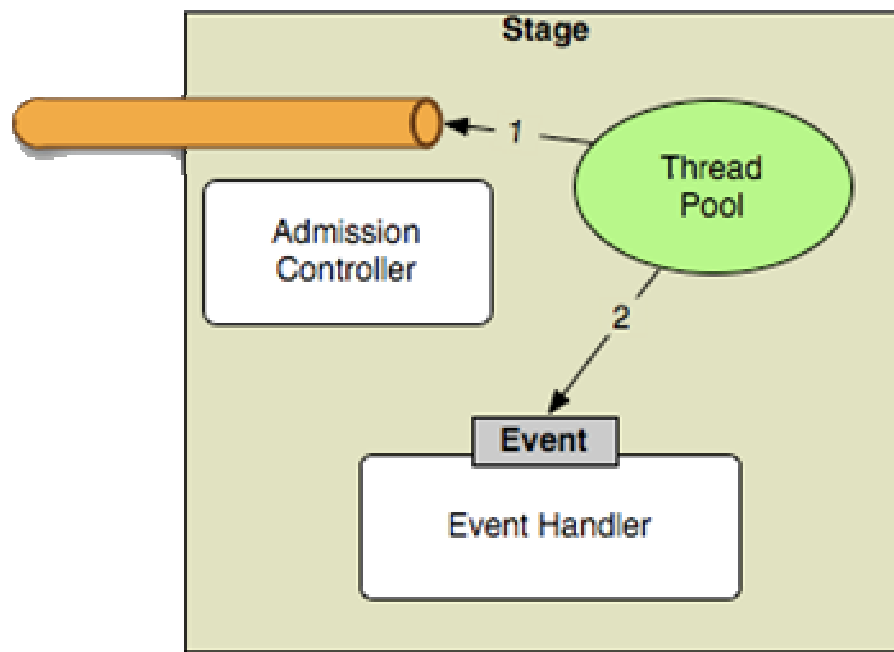 Stage
1
Thread
Pool
Admission
Controller
2
Event
Event Handler